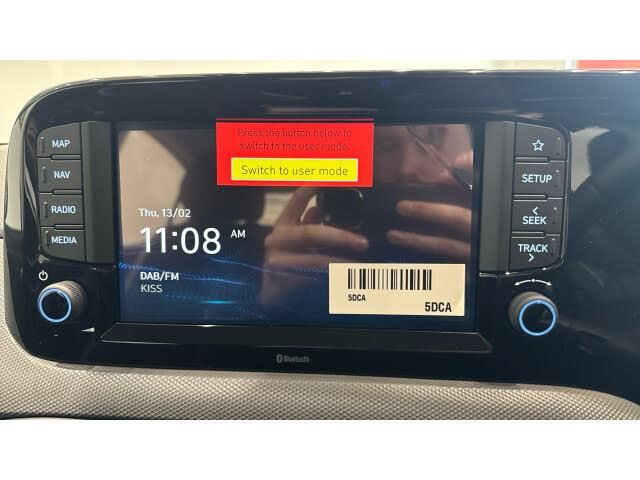 MAP
NAV
RADIO
MEDIA
Press the button below to
switch to the user mode.
Switch to user mode
Thu, 13/02
11:08 AM
DAB/FM
KISS
5DCA
5DCA
SETUP
< SEEK
TRACK >
Bluetooth